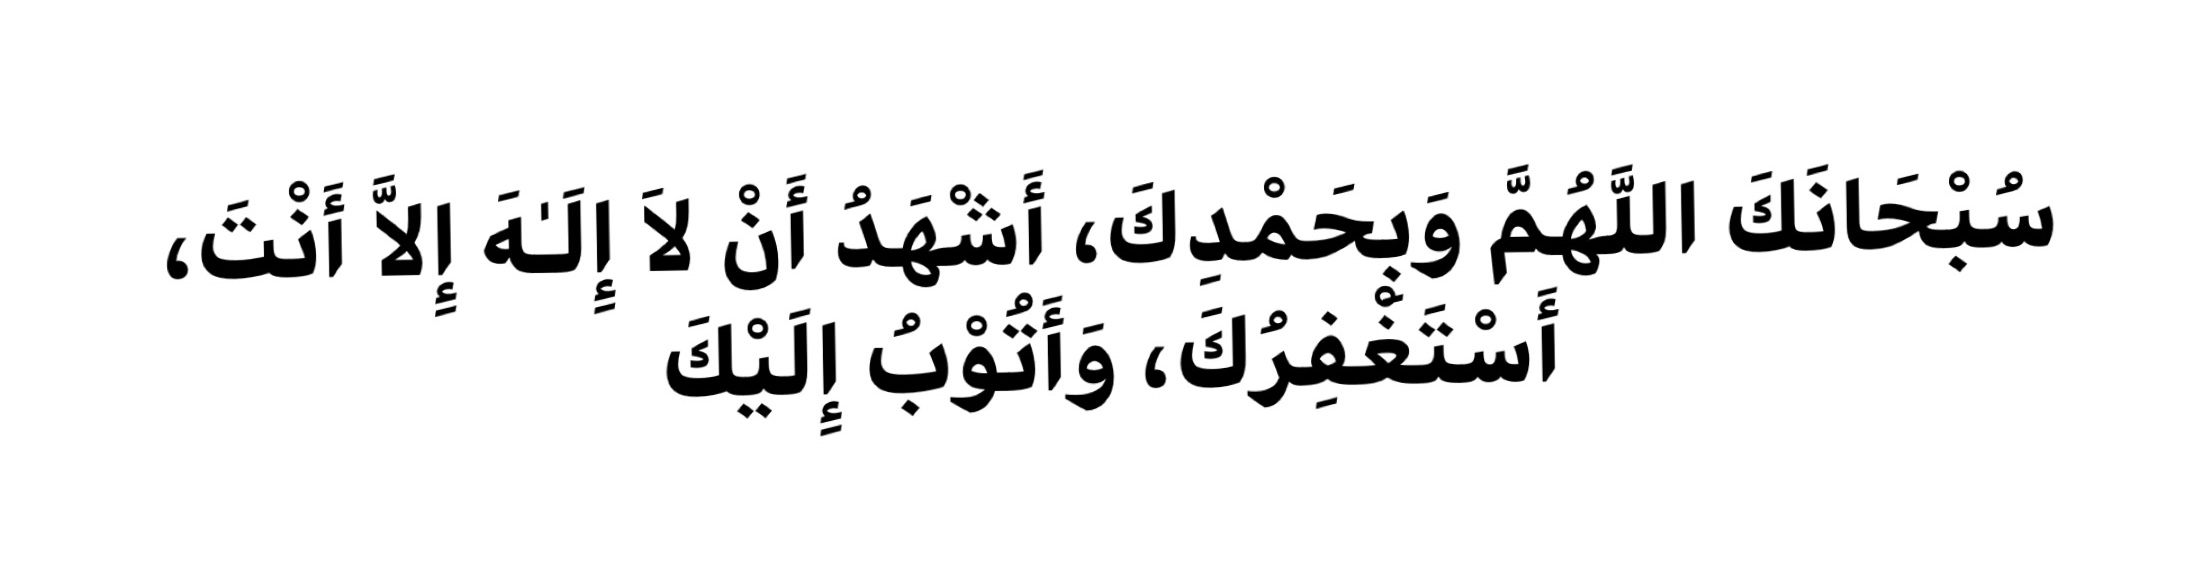 سُبْحَانَكَ اللَّهُمَّ وَبِحَمْدِكَ، أَشْهَدُ أَنْ لاَ إِلَـٰهَ إِلاَّ أَنْتَ،
أَسْتَغْفِرُكَ، وَأَتُوْبُ إِلَيْكَ